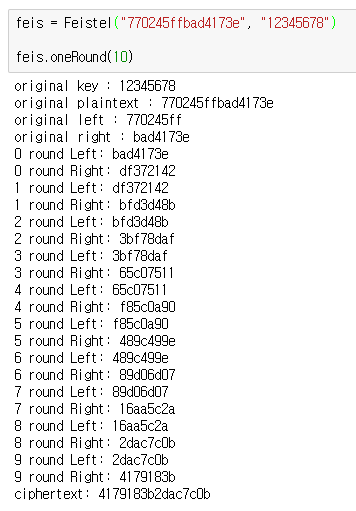 feis = Feistel("770245ffbad4173e", "12345678")
feis.oneRound(10)
original key : 12345678
original plaintext : 770245ffbad4173e
original left : 770245ff
original right : bad4173e
0 round Left: bad4173e
0 round Right: df372142
1 round Left: df372142
1 round Right: bfd3d48b
2 round Left: bfd3d48b
2 round Right: 3bf78daf
3 round Left: 3bf78daf
3 round Right: 65c07511
4 round Left: 65c07511
4 round Right: f85c0a90
5 round Left: f85c0a90
5 round Right: 489c499e
6 round Left: 489c499e
6 round Right: 89d06d07
7 round Left: 89d06d07
7 round Right: 16aa5c2a
8 round Left: 16aa5c2a
8 round Right: 2dac7c0b
9 round Left: 2dac7c0b
9 round Right: 4179183b
ciphertext: 4179183b2dac7c0b